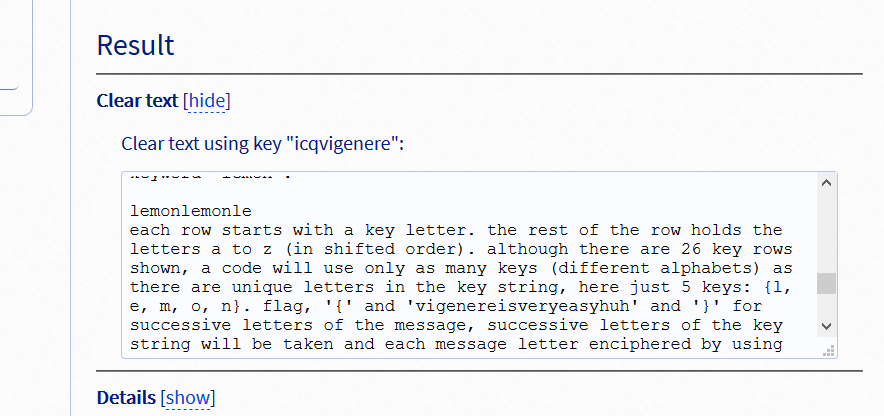 Result
Clear text [hide]
Clear text using key "icqvigenere":
lemonlemonle
each row starts with a key letter. the rest of the row holds the
letters a to z (in shifted order). although there are 26 key rows
shown, a code will use only as many keys (different alphabets) as
there are unique letters in the key string, here just 5 keys: {l,
e, m, o, n}. flag, '{' and 'vigenereisveryeasyhuh' and '}' for
successive letters of the message, successive letters of the key
string will be taken and each message letter enciphered by using
Details [show]